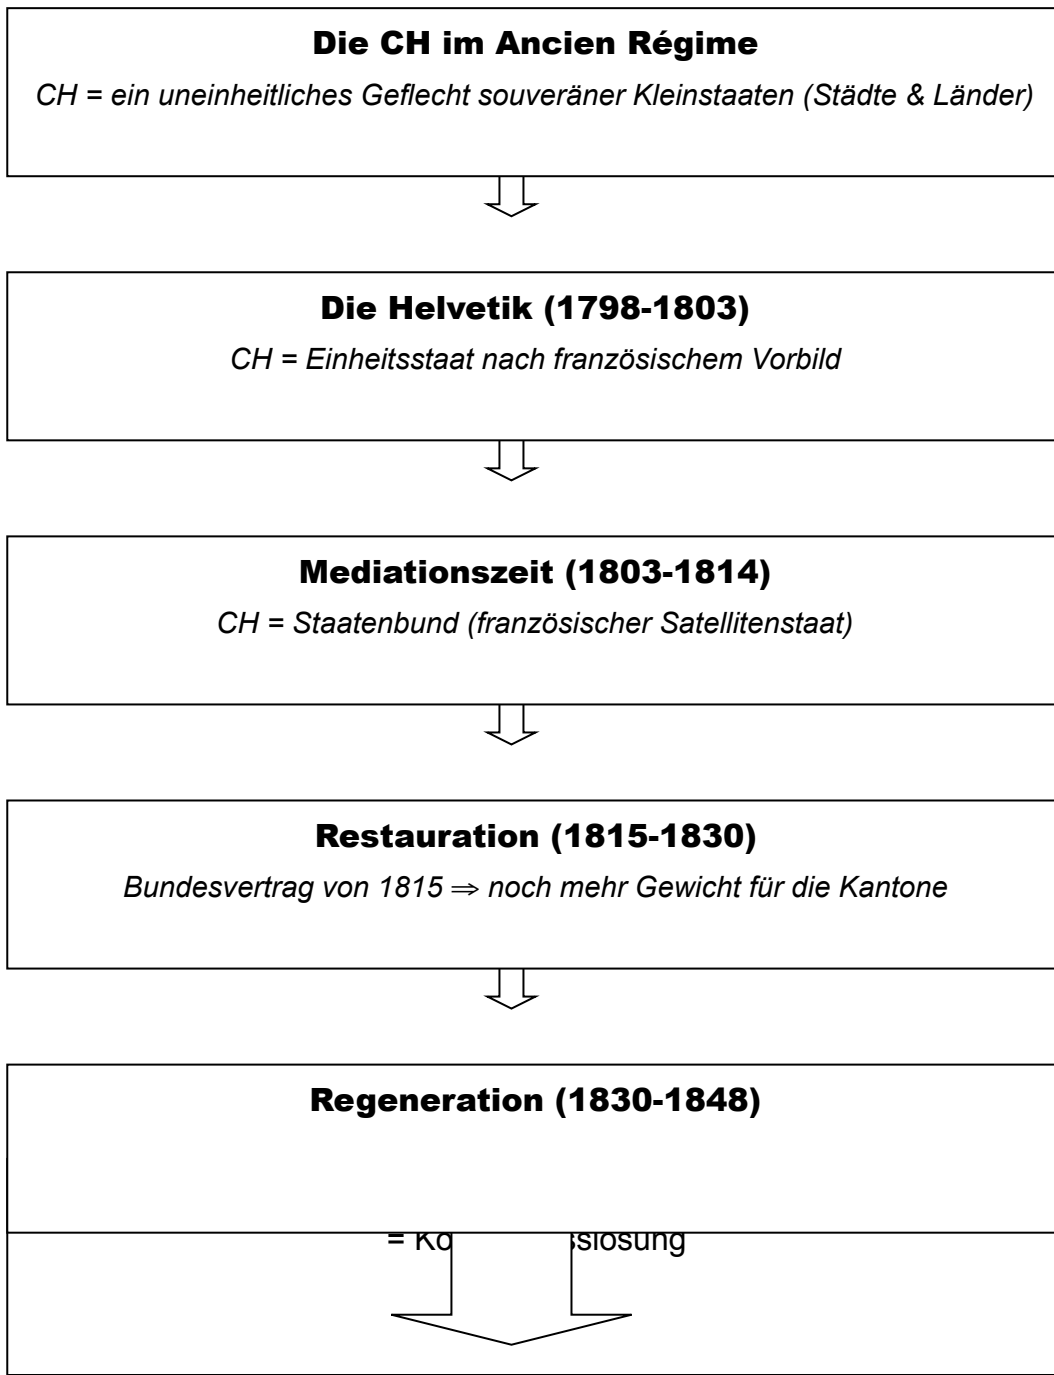 Die CH im Ancien Régime
CH = ein uneinheitliches Geflecht souveräner Kleinstaaten (Städte & Länder)
Die Helvetik (1798-1803)
CH = Einheitsstaat nach französischem Vorbild
Mediationszeit (1803-1814)
CH = Staatenbund (französischer Satellitenstaat)
Restauration (1815-1830)
Bundesvertrag von 1815 ⇒ noch mehr Gewicht für die Kantone
Regeneration (1830-1848)
=